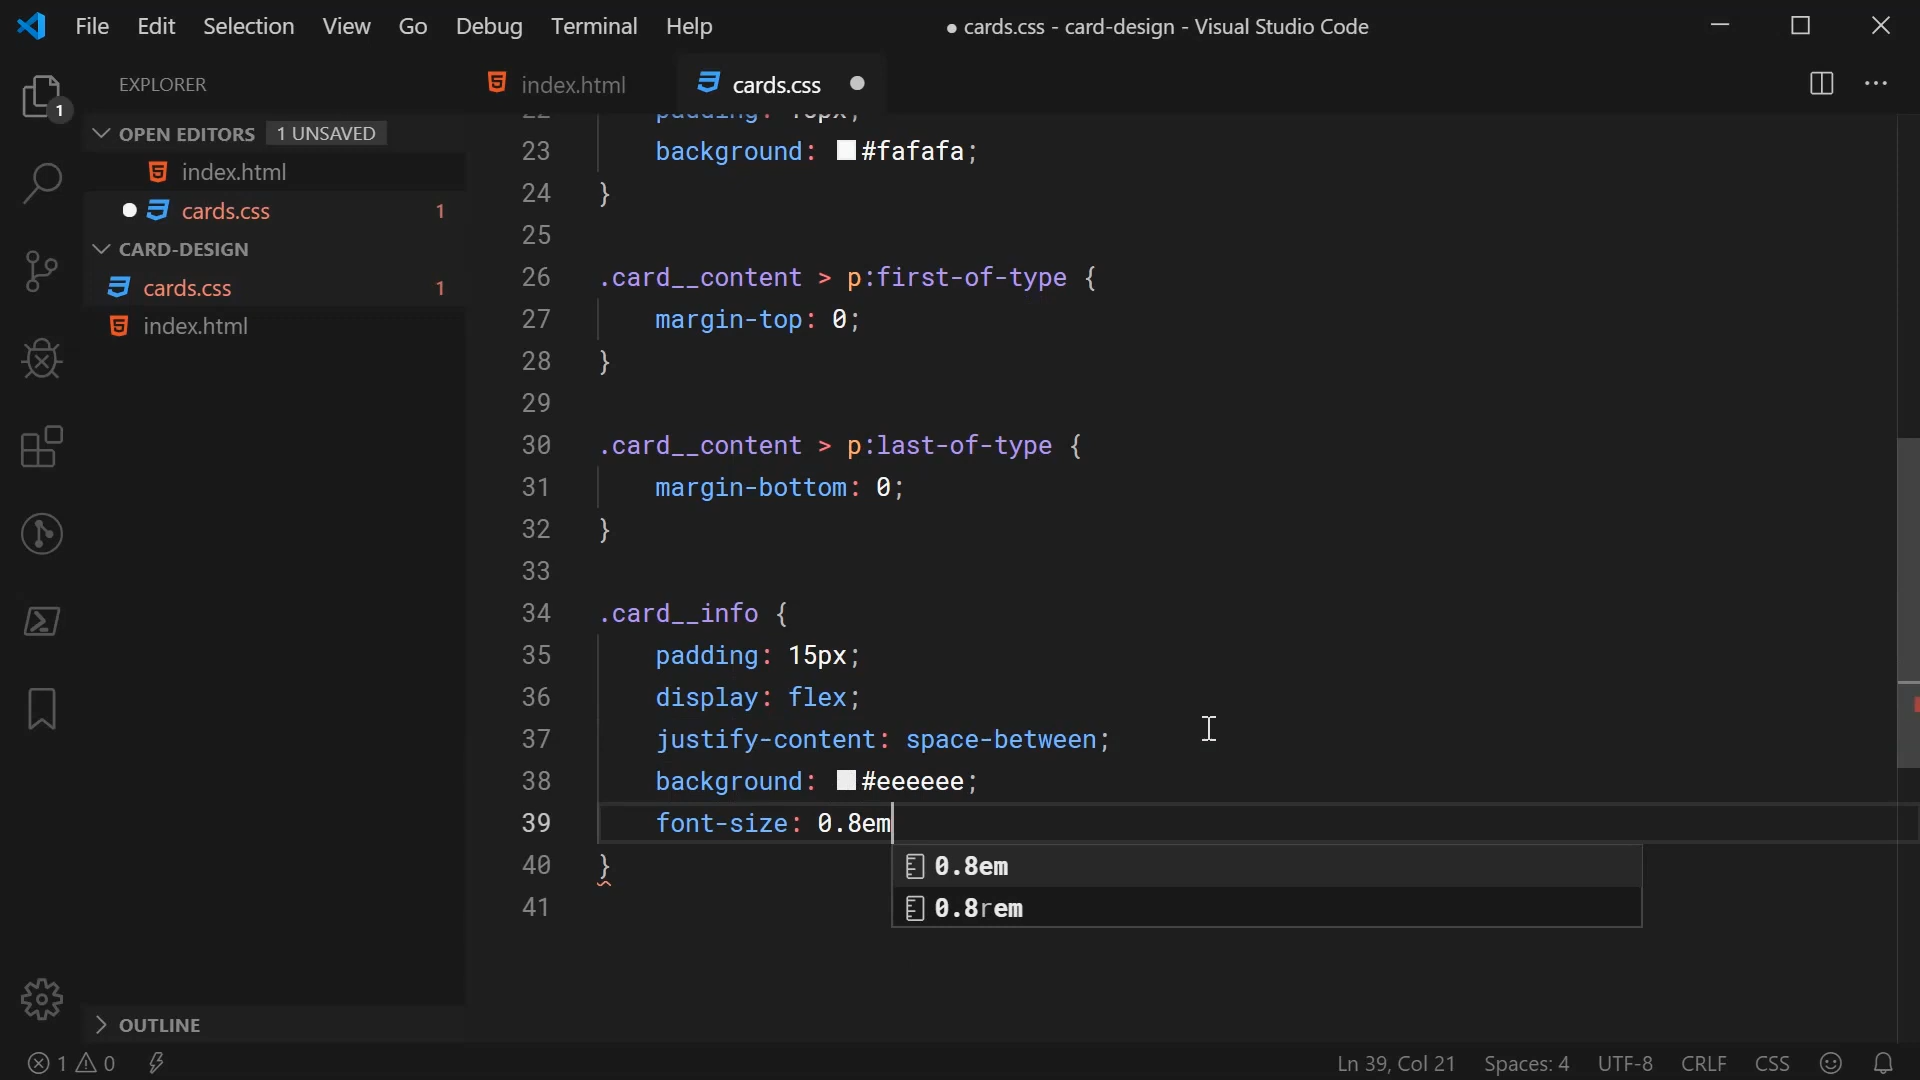 File Edit Selection View Go Debug Terminal Help
● cards.css - card-design - Visual Studio Code
EXPLORER
index.html
cards.css
1
OPEN EDITORS 1 UNSAVED
index.html
cards.css 1
CARD-DESIGN
cards.css 1
index.html
OUTLINE
23 background: #fafafa;
24 }
25
26 .card__content > p:first-of-type {
27 margin-top: 0;
28 }
29
30 .card__content > p:last-of-type {
31 margin-bottom: 0;
32 }
33
34 .card__info {
35 padding: 15px;
36 display: flex;
37 justify-content: space-between;
38 background: #eeeeee;
39 font-size: 0.8em
40 }
41
0.8em
0.8rem
1 0
Ln 39, Col 21 Spaces: 4 UTF-8 CRLF CSS